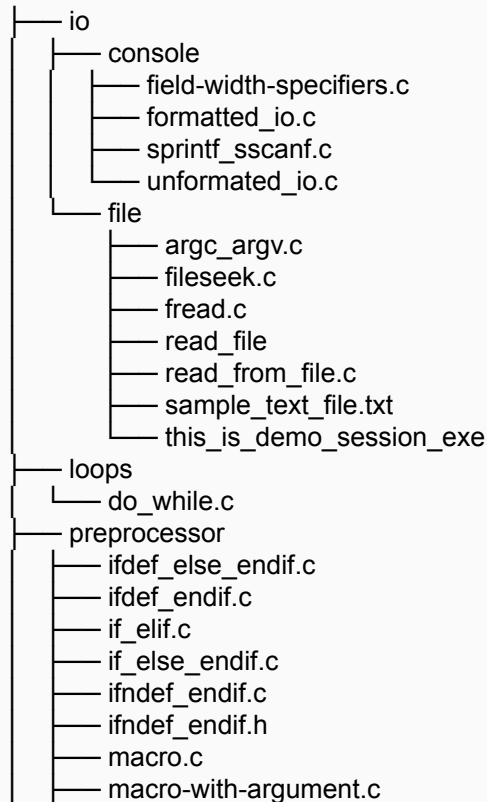 io
console
field-width-specifiers.c
formatted_io.c
sprintf_sscanf.c
unformated_io.c
file
argc_argv.c
fileseek.c
fread.c
read_file
read_from_file.c
sample_text_file.txt
this_is_demo_session_exe
loops
do_while.c
preprocessor
ifdef_else_endif.c
ifdef_endif.c
if_elif.c
if_else_endif.c
ifndef_endif.c
ifndef_endif.h
macro.c
macro-with-argument.c